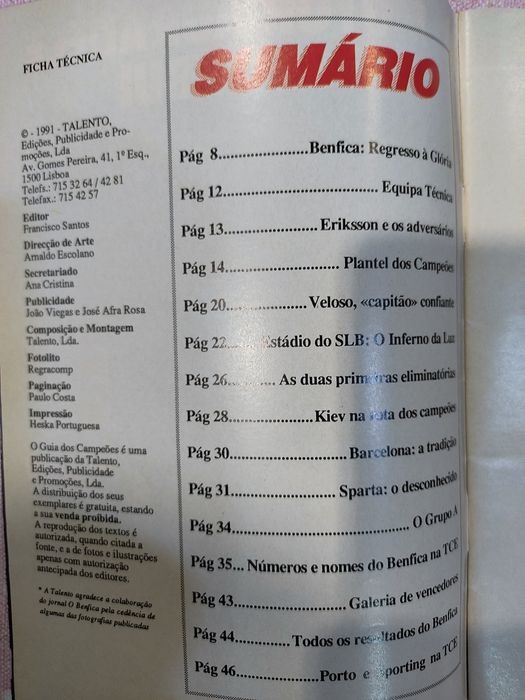 FICHA TÉCNICA
© - 1991 - TALENTO,
Edições, Publicidade e Pro-
moções, Lda
Av. Gomes Pereira, 41, 1º Esq.,
1500 Lisboa
Telefs.: 715 32 64 / 42 81
Telefax.: 715 42 57
Editor
Francisco Santos
Direcção de Arte
Arnaldo Escolano
Secretariado
Ana Cristina
Publicidade
João Viegas e José Afra Rosa
Composição e Montagem
Talento, Lda.
Fotolito
Regracomp
Paginação
Paulo Costa
Impressão
Heska Portuguesa
O Guia dos Campeões é uma
publicação da Talento,
Edições, Publicidade
e Promoções, Lda.
A distribuição dos seus
exemplares é gratuita, estando
a sua venda proibida.
A reprodução dos textos é
autorizada, quando citada a
fonte, e a de fotos e ilustrações
apenas com autorização
antecipada dos editores.
* A Talento agradece a colaboração
do jornal O Benfica pela cedência de
algumas das fotografias publicadas
SUMÁRIO
Pág 8........................Benfica: Regresso à Glória
Pág 12.......................................... Equipa Técnica
Pág 13.........................Eriksson e os adversários
Pág 14.............................. Plantel dos Campeões
Pág 20......................Veloso, «capitão» confiante
Pág 22........ Estádio do SLB: O Inferno da Luz
Pág 26............ As duas primeiras eliminatórias
Pág 28.......................Kiev na rota dos campeões
Pág 30...............................Barcelona: a tradição
Pág 31............................ Sparta: o desconhecido
Pág 34................................................ O Grupo A
Pág 35... Números e nomes do Benfica na TCE
Pág 43................................Galeria de vencedores
Pág 44...............Todos os resultados do Benfica
Pág 46.......................Porto e Sporting na TCE